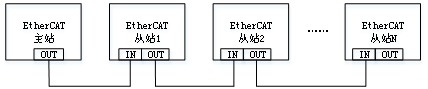 EtherCAT
主站
OUT
EtherCAT
从站1
IN OUT
EtherCAT
从站2
IN OUT
……
EtherCAT
从站N
IN OUT